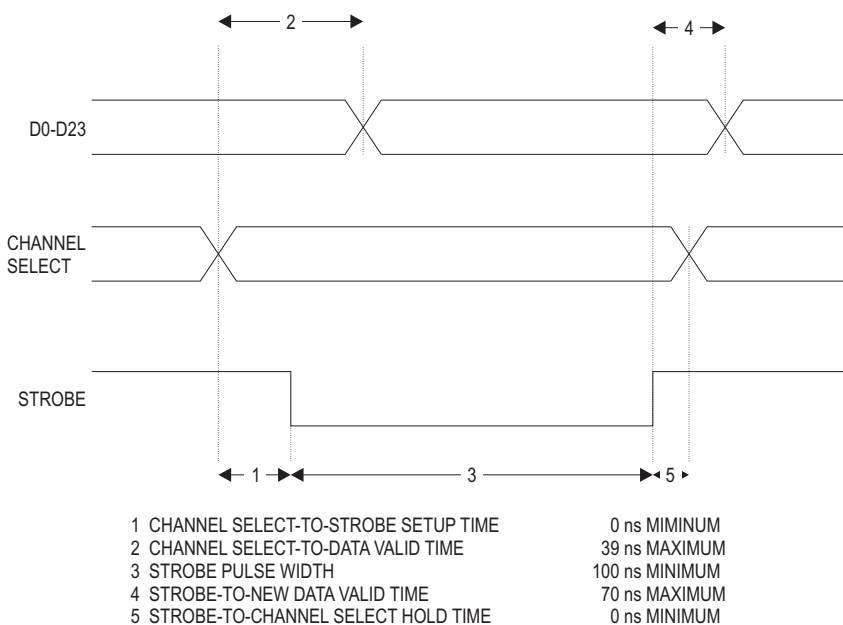 2
4
D0-D23
CHANNEL
SELECT
STROBE
1
3
5
1 CHANNEL SELECT-TO-STROBE SETUP TIME 0 ns MIMINUM
2 CHANNEL SELECT-TO-DATA VALID TIME 39 ns MAXIMUM
3 STROBE PULSE WIDTH 100 ns MINIMUM
4 STROBE-TO-NEW DATA VALID TIME 70 ns MAXIMUM
5 STROBE-TO-CHANNEL SELECT HOLD TIME 0 ns MINIMUM